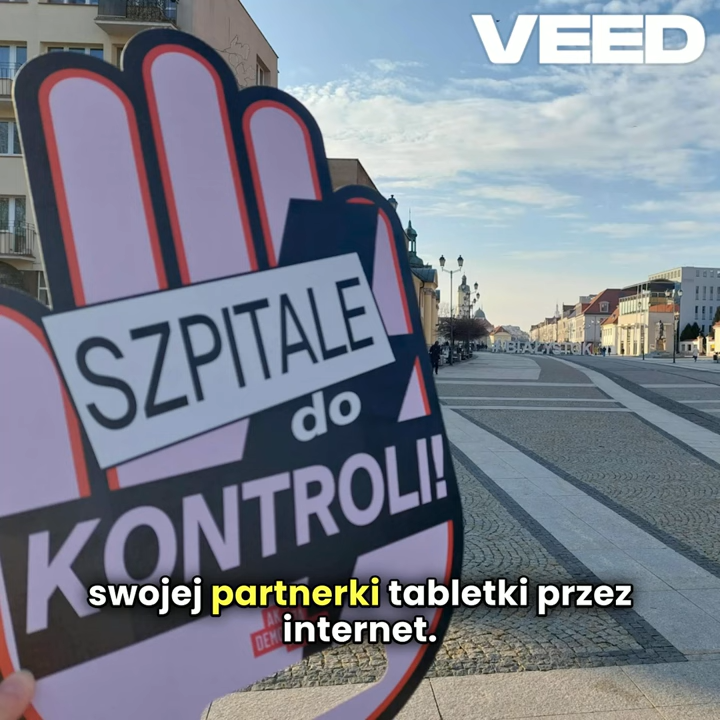 VEED
SZPITALE
do
KONTROLI!
swojej partnerki tabletki przez
internet.